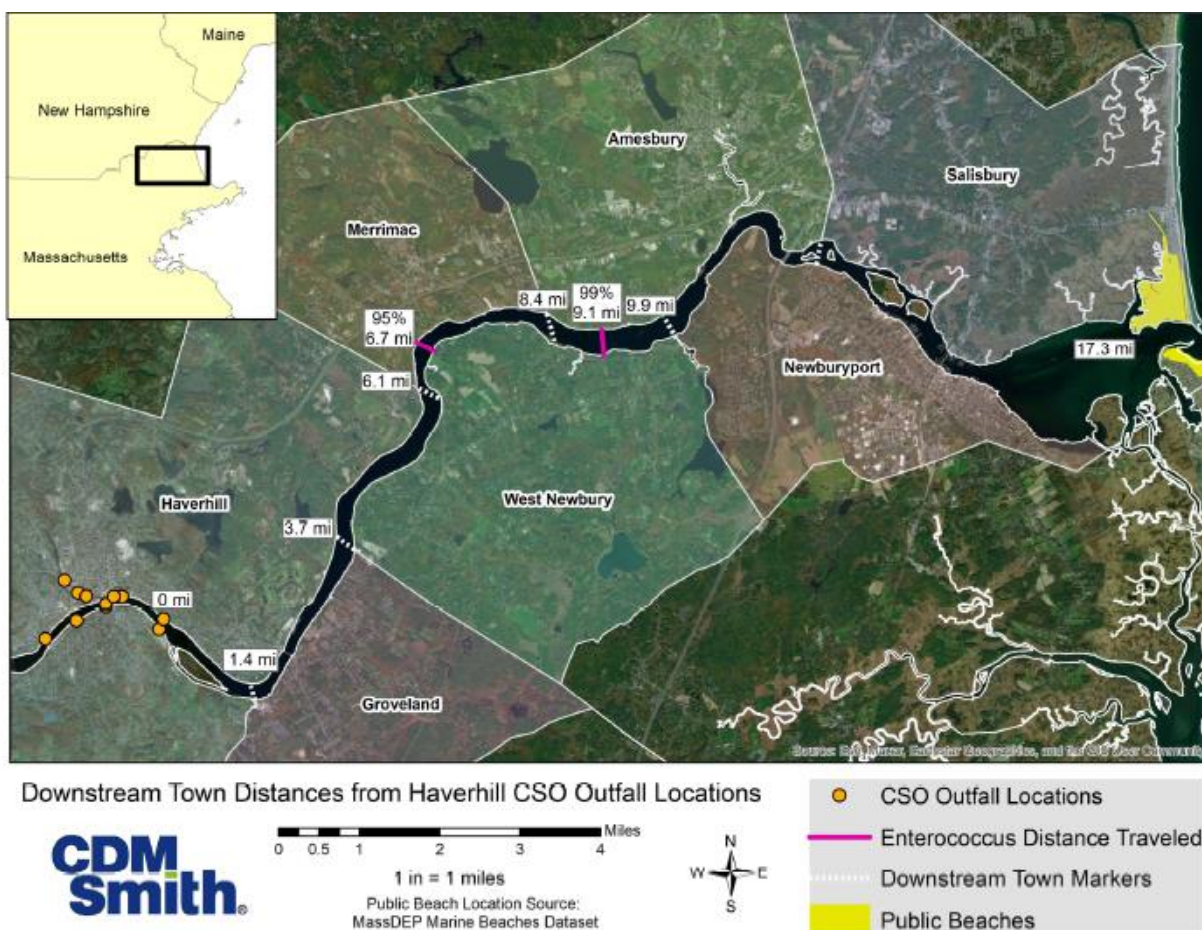 Maine
New Hampshire
Massachusetts
Amesbury
Salisbury
Merrimac
8.4 mi
99%
9.1 mi
9.9 mi
95%
6.7 mi
17.3 mi
6.1 mi
Newburyport
Haverhill
West Newbury
3.7 mi
0 mi
1.4 mi
Groveland
Downstream Town Distances from Haverhill CSO Outfall Locations
CDM
Smith®
Miles
0 0.5 1 2 3 4
1 in = 1 miles
Public Beach Location Source:
MassDEP Marine Beaches Dataset
N
W E
S
CSO Outfall Locations
Enterococcus Distance Traveled
Downstream Town Markers
Public Beaches